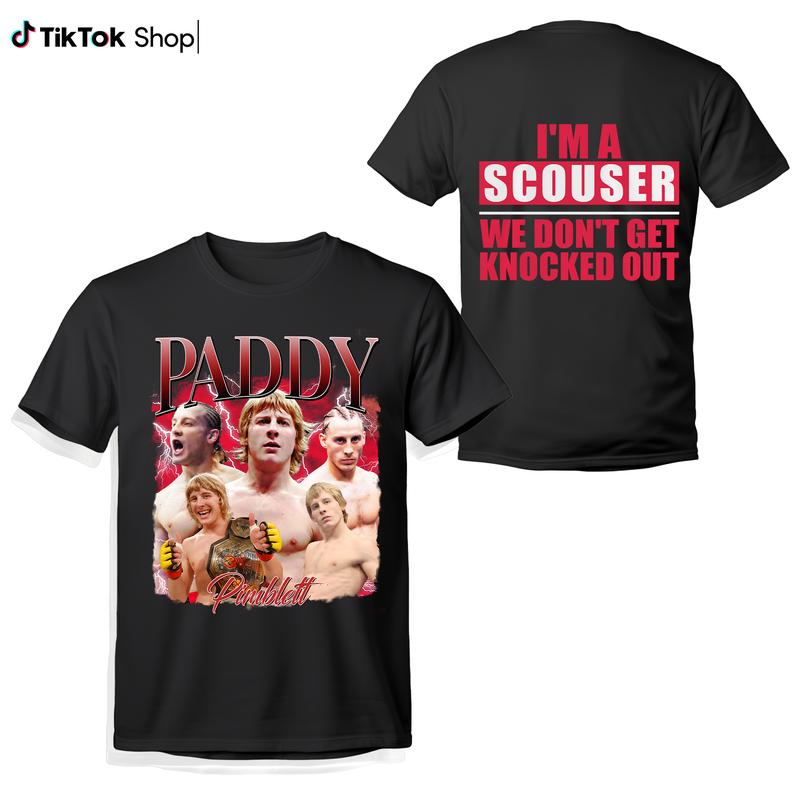 TikTok Shop
I'M A
SCOUSER
WE DON'T GET
KNOCKED OUT
PADDY
Pimblett